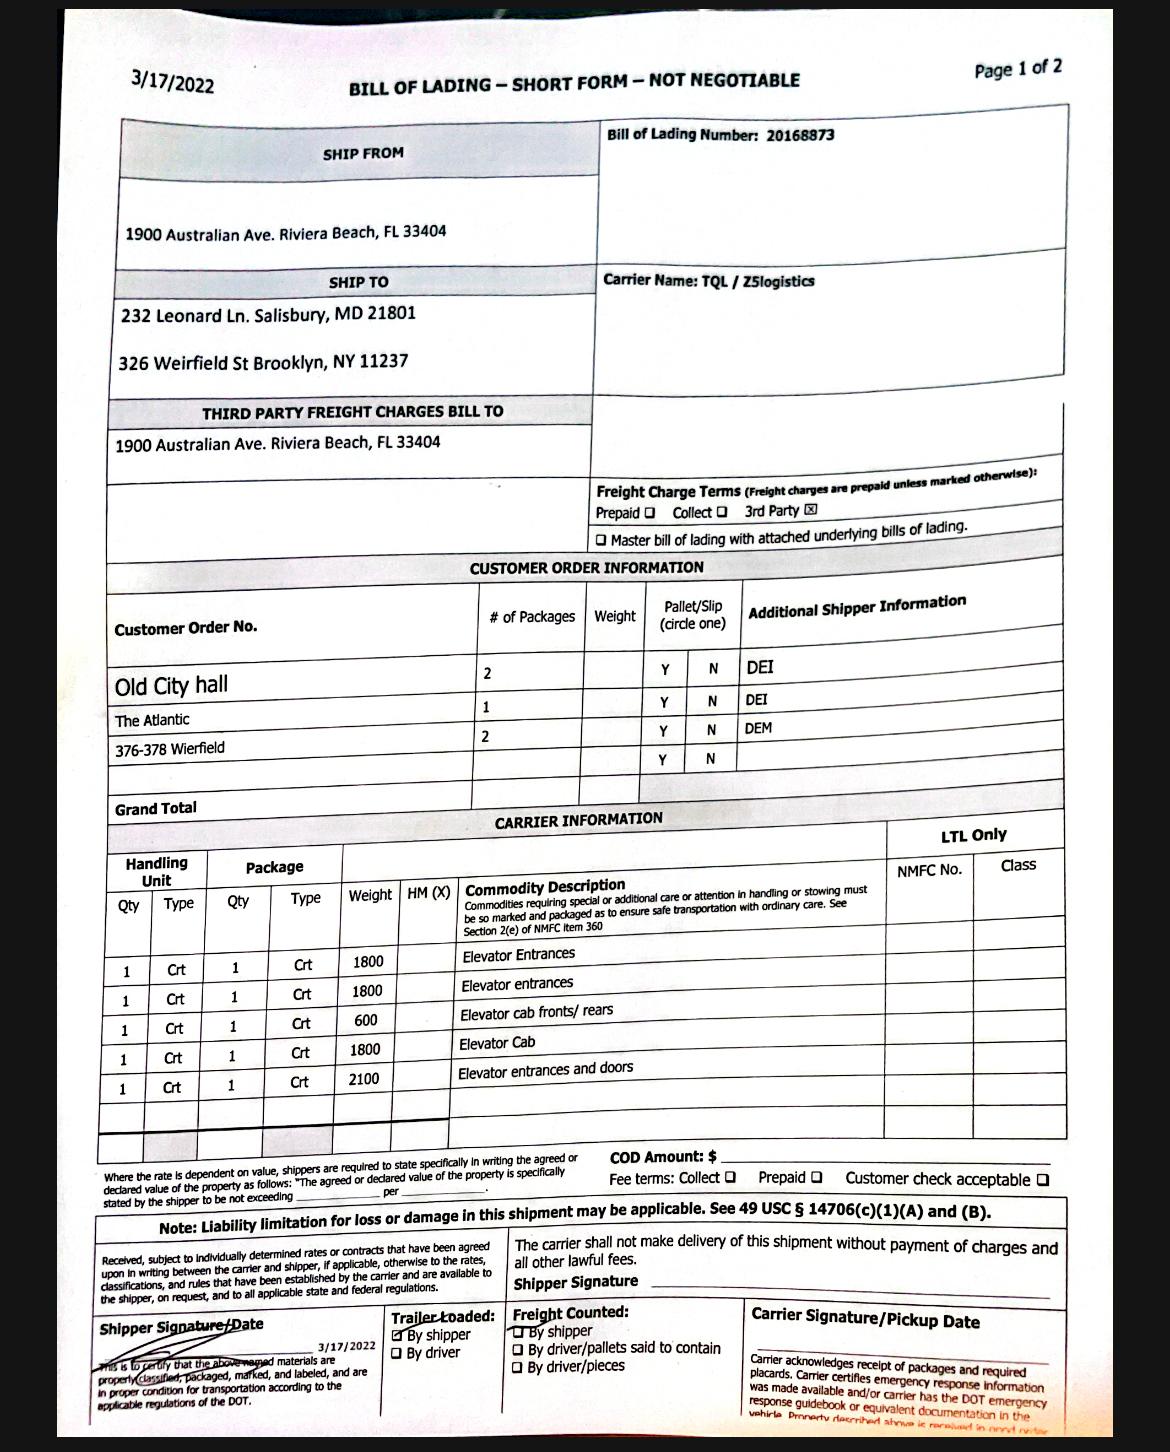 3/17/2022
BILL OF LADING – SHORT FORM – NOT NEGOTIABLE
Page 1 of 2
SHIP FROM
Bill of Lading Number: 20168873
1900 Australian Ave. Riviera Beach, FL 33404
SHIP TO
Carrier Name: TQL / Z5logistics
232 Leonard Ln. Salisbury, MD 21801
326 Weirfield St Brooklyn, NY 11237
THIRD PARTY FREIGHT CHARGES BILL TO
1900 Australian Ave. Riviera Beach, FL 33404
Freight Charge Terms (Freight charges are prepaid unless marked otherwise):
Prepaid ☐ Collect ☐ 3rd Party ☒
☐ Master bill of lading with attached underlying bills of lading.
CUSTOMER ORDER INFORMATION
Customer Order No. # of Packages Weight Pallet/Slip (circle one) Additional Shipper Information
Old City hall 2 Y N DEI
The Atlantic 1 Y N DEI
376-378 Wierfield 2 Y N DEM
Y N
Grand Total
CARRIER INFORMATION
Handling Unit Package LTL Only
Qty Type Qty Type Weight HM (X) Commodity Description NMFC No. Class
Commodities requiring special or additional care or attention in handling or stowing must
be so marked and packaged as to ensure safe transportation with ordinary care. See
Section 2(e) of NMFC Item 360
1 Crt 1 Crt 1800 Elevator Entrances
1 Crt 1 Crt 1800 Elevator entrances
1 Crt 1 Crt 600 Elevator cab fronts/ rears
1 Crt 1 Crt 1800 Elevator Cab
1 Crt 1 Crt 2100 Elevator entrances and doors
Where the rate is dependent on value, shippers are required to state specifically in writing the agreed or
declared value of the property as follows: "The agreed or declared value of the property is specifically
stated by the shipper to be not exceeding ____________ per ____________.
COD Amount: $ ____________
Fee terms: Collect ☐ Prepaid ☐ Customer check acceptable ☐
Note: Liability limitation for loss or damage in this shipment may be applicable. See 49 USC § 14706(c)(1)(A) and (B).
Received, subject to individually determined rates or contracts that have been agreed
upon in writing between the carrier and shipper, if applicable, otherwise to the rates,
classifications, and rules that have been established by the carrier and are available to
the shipper, on request, and to all applicable state and federal regulations.
The carrier shall not make delivery of this shipment without payment of charges and
all other lawful fees.
Shipper Signature ____________
Shipper Signature/Date
3/17/2022
This is to certify that the above named materials are
properly classified, packaged, marked, and labeled, and are
in proper condition for transportation according to the
applicable regulations of the DOT.
Trailer Loaded:
☑ By shipper
☐ By driver
Freight Counted:
☐ By shipper
☐ By driver/pallets said to contain
☐ By driver/pieces
Carrier Signature/Pickup Date
Carrier acknowledges receipt of packages and required
placards. Carrier certifies emergency response information
was made available and/or carrier has the DOT emergency
response guidebook or equivalent documentation in the
vehicle. Property described above is received in good order